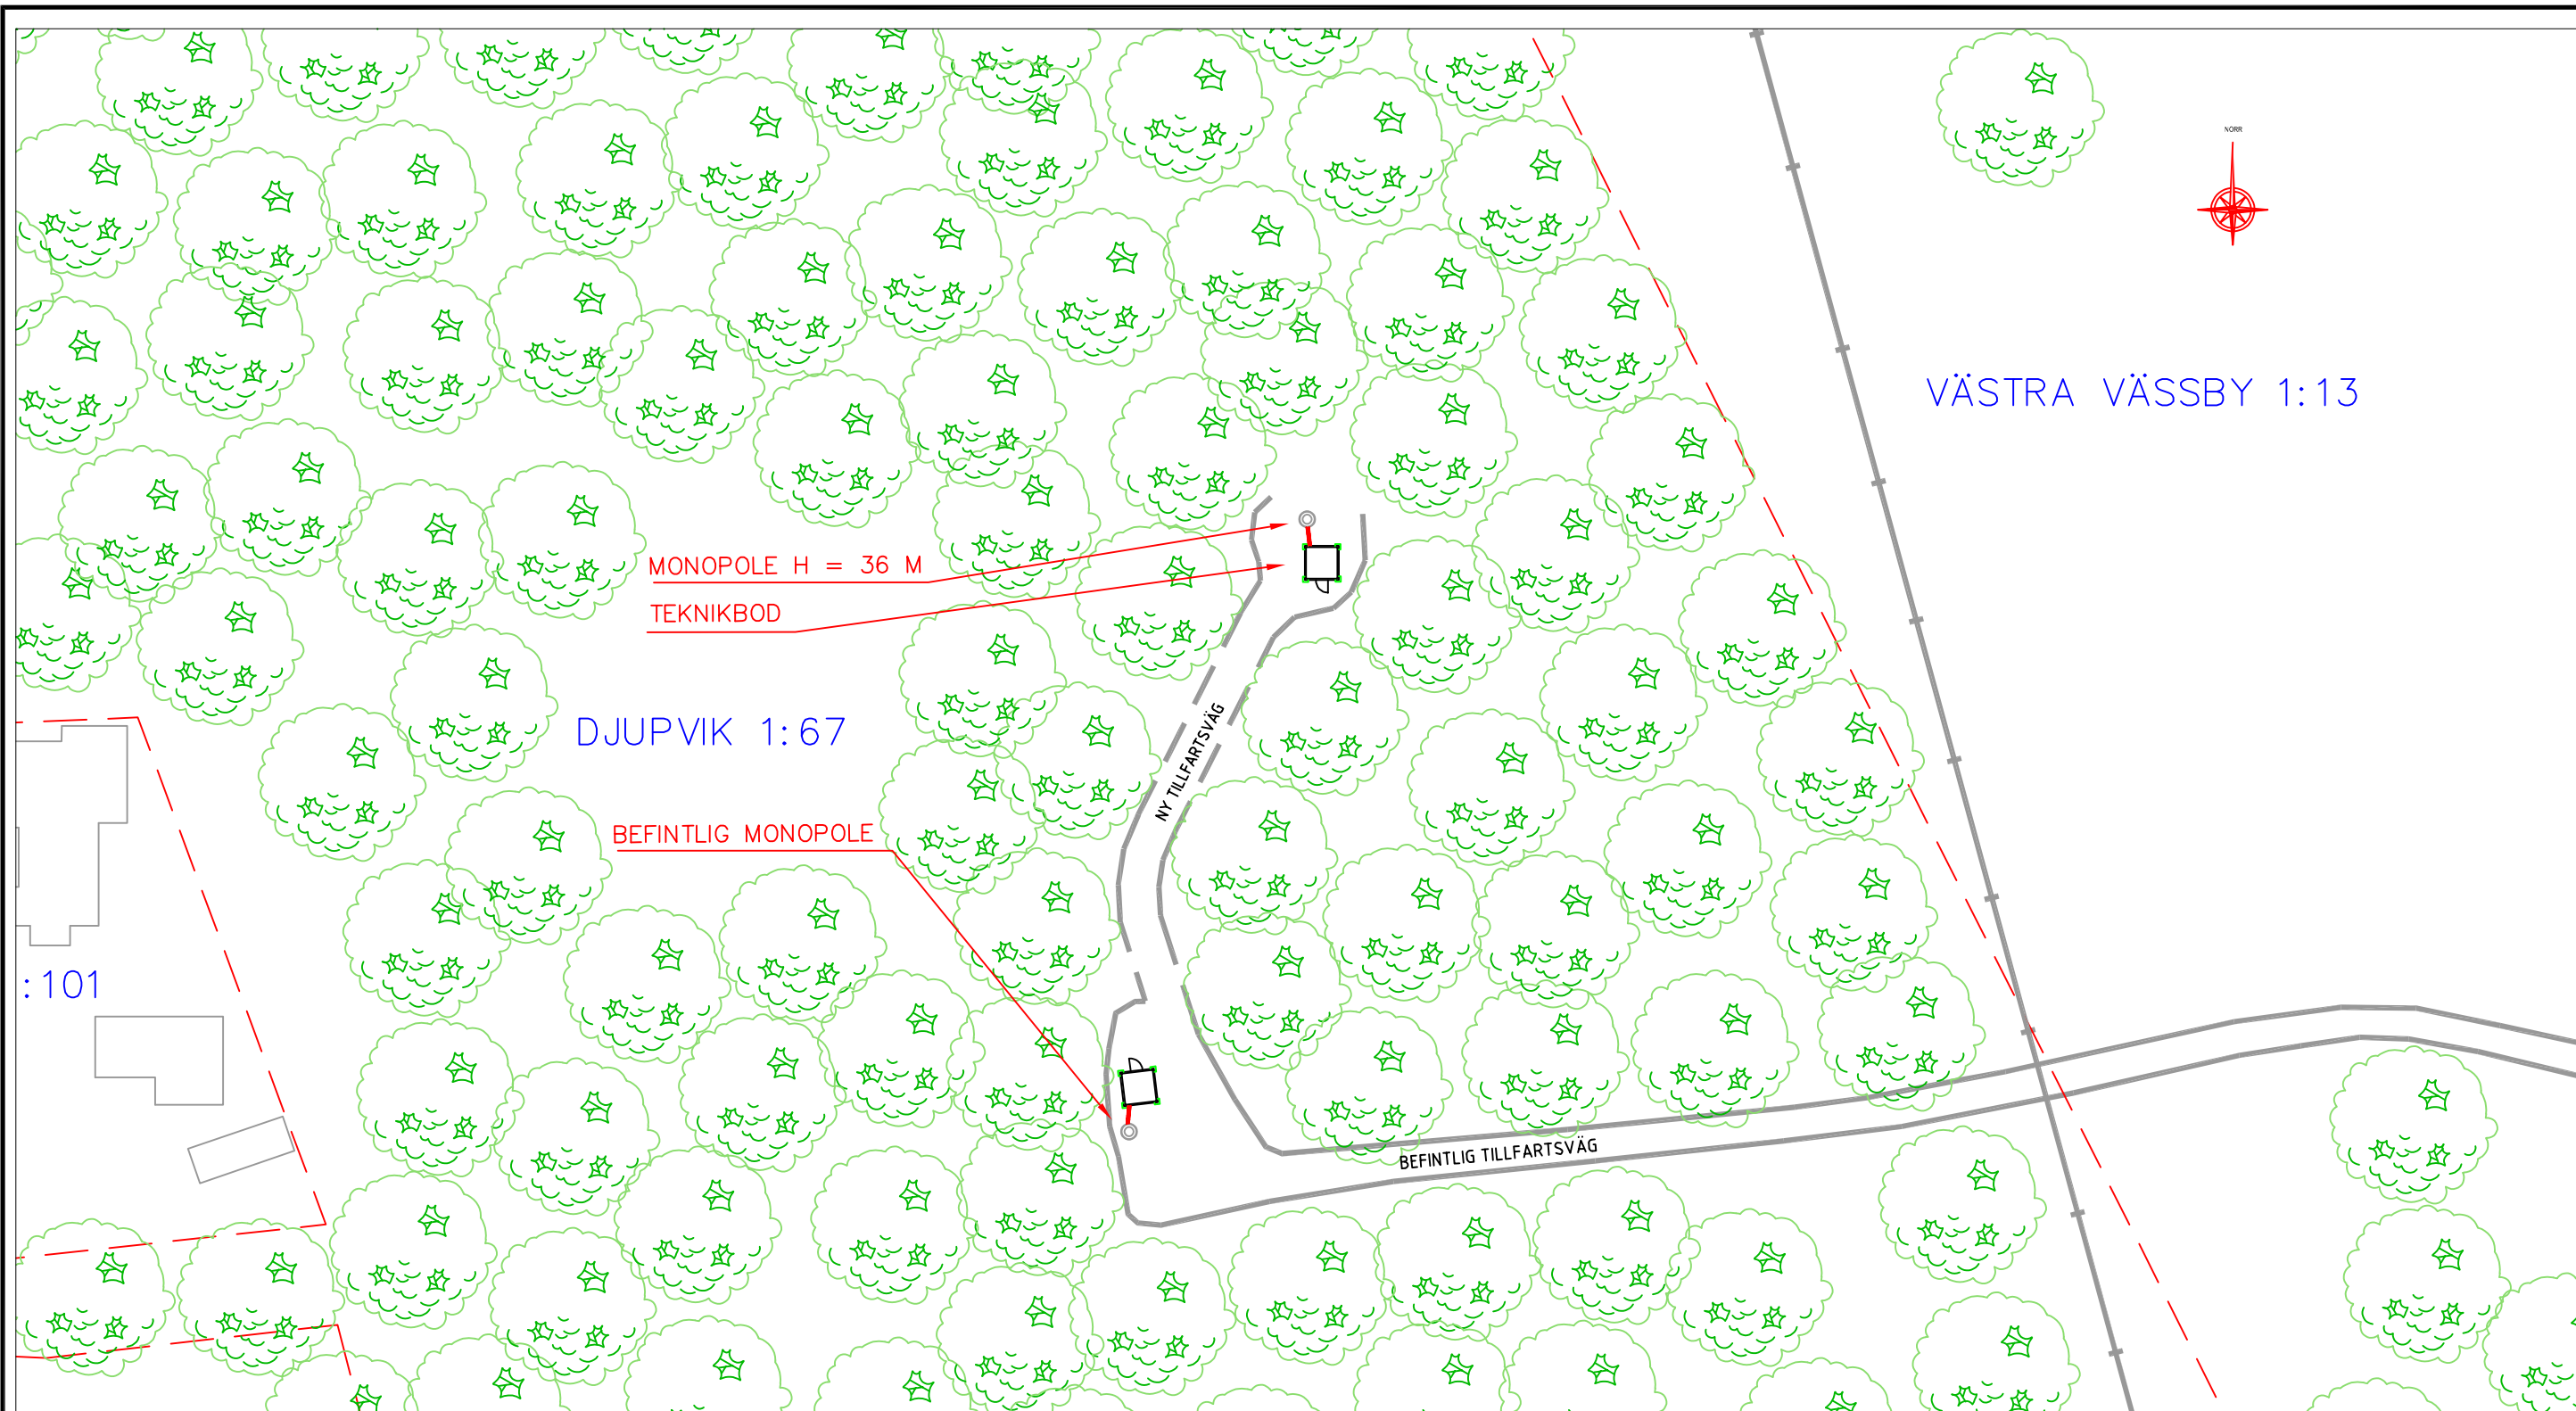 NORR
VÄSTRA VÄSSBY 1:13
MONOPOLE H = 36 M
TEKNIKBOD
DJUPVIK 1:67
NY TILLFARTSVÄG
BEFINTLIG MONOPOLE
:101
BEFINTLIG TILLFARTSVÄG